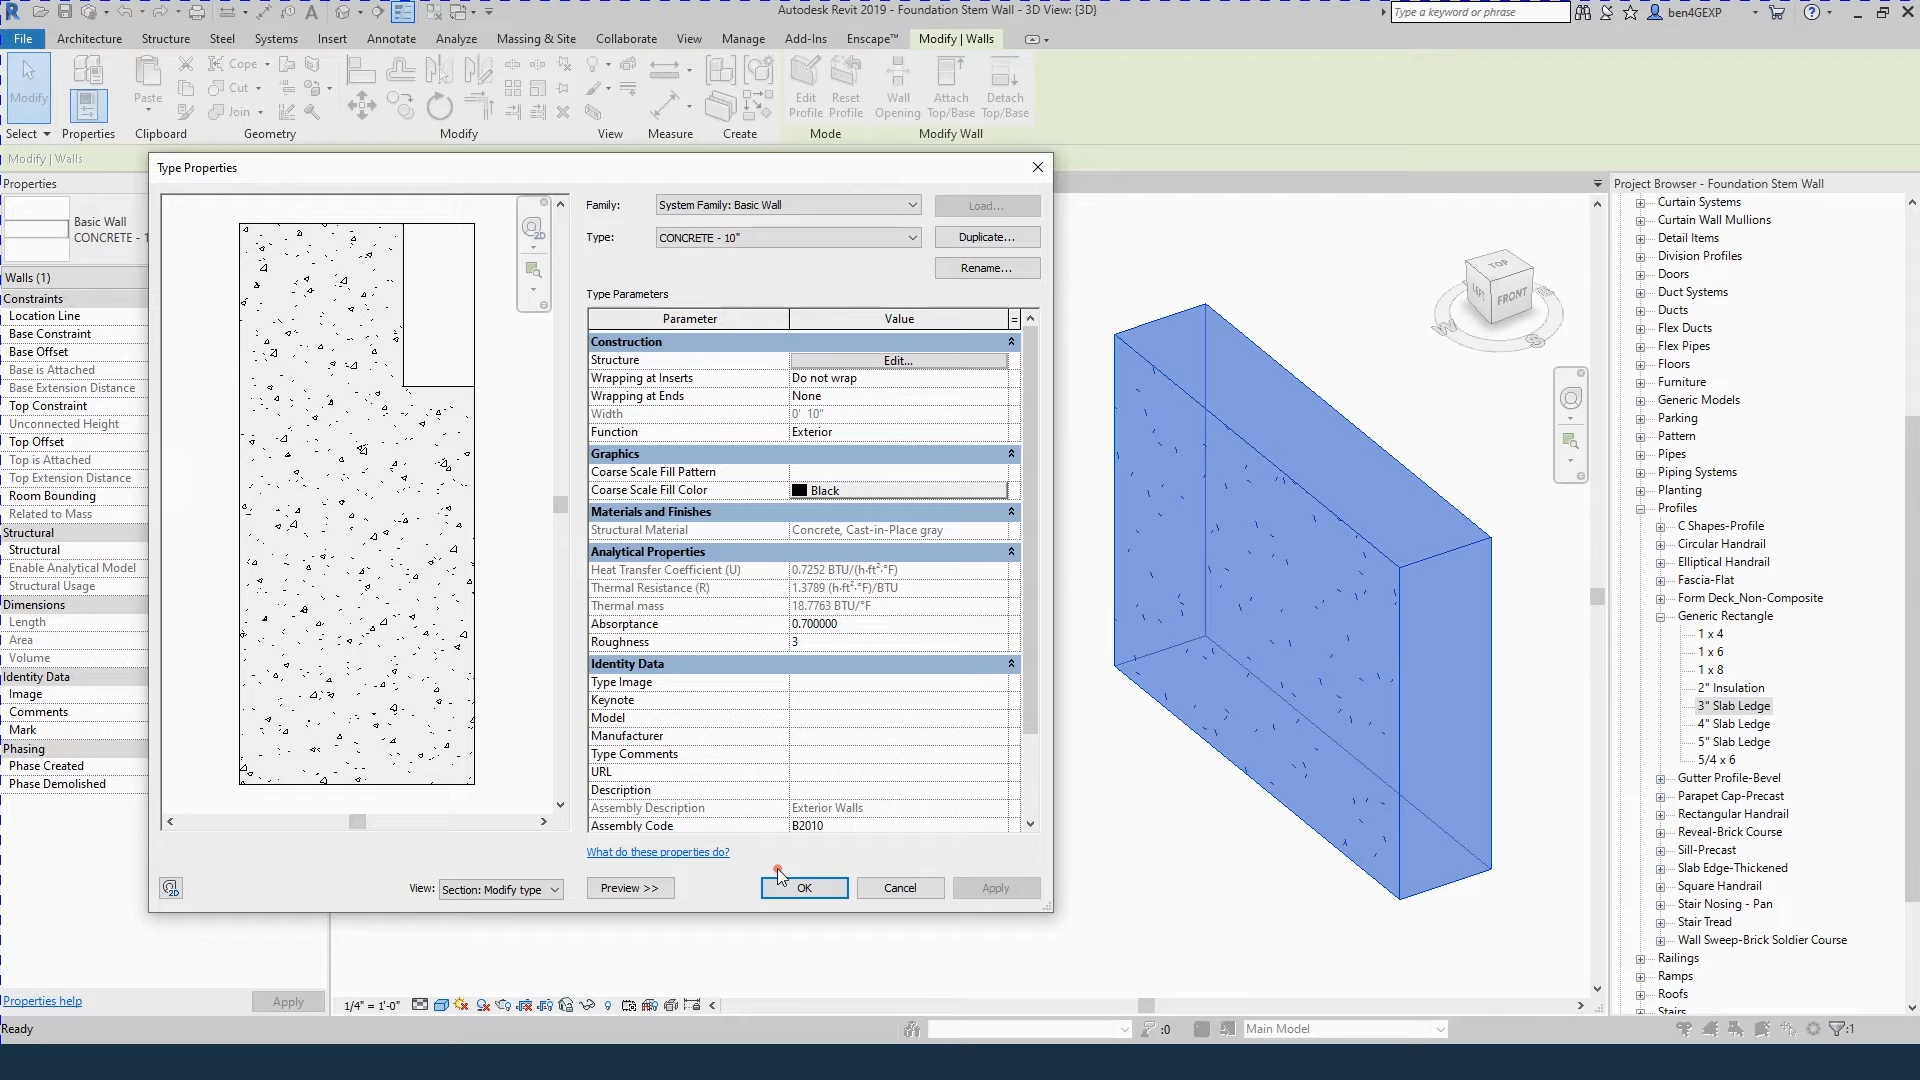 Autodesk Revit 2019 - Foundation Stem Wall - 3D View: {3D}
Type a keyword or phrase
ben4GEXP
File Architecture Structure Steel Systems Insert Annotate Analyze Massing & Site Collaborate View Manage Add-Ins Enscape™ Modify | Walls
Modify
Paste
Cope
Cut
Join
Edit Profile
Reset Profile
Wall Opening
Attach Top/Base
Detach Top/Base
Select Properties Clipboard Geometry Modify View Measure Create Mode Modify Wall
Modify | Walls
Properties
Basic Wall
CONCRETE - 1
Walls (1)
Constraints
Location Line
Base Constraint
Base Offset
Base is Attached
Base Extension Distance
Top Constraint
Unconnected Height
Top Offset
Top is Attached
Top Extension Distance
Room Bounding
Related to Mass
Structural
Structural
Enable Analytical Model
Structural Usage
Dimensions
Length
Area
Volume
Identity Data
Image
Comments
Mark
Phasing
Phase Created
Phase Demolished
Properties help
Apply
Type Properties
2D
Family: System Family: Basic Wall Load...
Type: CONCRETE - 10" Duplicate...
Rename...
Type Parameters
Parameter Value =
Construction
Structure Edit...
Wrapping at Inserts Do not wrap
Wrapping at Ends None
Width 0' 10"
Function Exterior
Graphics
Coarse Scale Fill Pattern
Coarse Scale Fill Color Black
Materials and Finishes
Structural Material Concrete, Cast-in-Place gray
Analytical Properties
Heat Transfer Coefficient (U) 0.7252 BTU/(h·ft²·°F)
Thermal Resistance (R) 1.3789 (h·ft²·°F)/BTU
Thermal mass 18.7763 BTU/°F
Absorptance 0.700000
Roughness 3
Identity Data
Type Image
Keynote
Model
Manufacturer
Type Comments
URL
Description
Assembly Description Exterior Walls
Assembly Code B2010
What do these properties do?
2D
View: Section: Modify type Preview >> OK Cancel Apply
TOP
LEFT
FRONT
W
S
E
Project Browser - Foundation Stem Wall
Curtain Systems
Curtain Wall Mullions
Detail Items
Division Profiles
Doors
Duct Systems
Ducts
Flex Ducts
Flex Pipes
Floors
Furniture
Generic Models
Parking
Pattern
Pipes
Piping Systems
Planting
Profiles
C Shapes-Profile
Circular Handrail
Elliptical Handrail
Fascia-Flat
Form Deck_Non-Composite
Generic Rectangle
1 x 4
1 x 6
1 x 8
2" Insulation
3" Slab Ledge
4" Slab Ledge
5" Slab Ledge
5/4 x 6
Gutter Profile-Bevel
Parapet Cap-Precast
Rectangular Handrail
Reveal-Brick Course
Sill-Precast
Slab Edge-Thickened
Square Handrail
Stair Nosing - Pan
Stair Tread
Wall Sweep-Brick Soldier Course
Railings
Ramps
Roofs
Stairs
1/4" = 1'-0"
Ready
:0
Main Model
:1